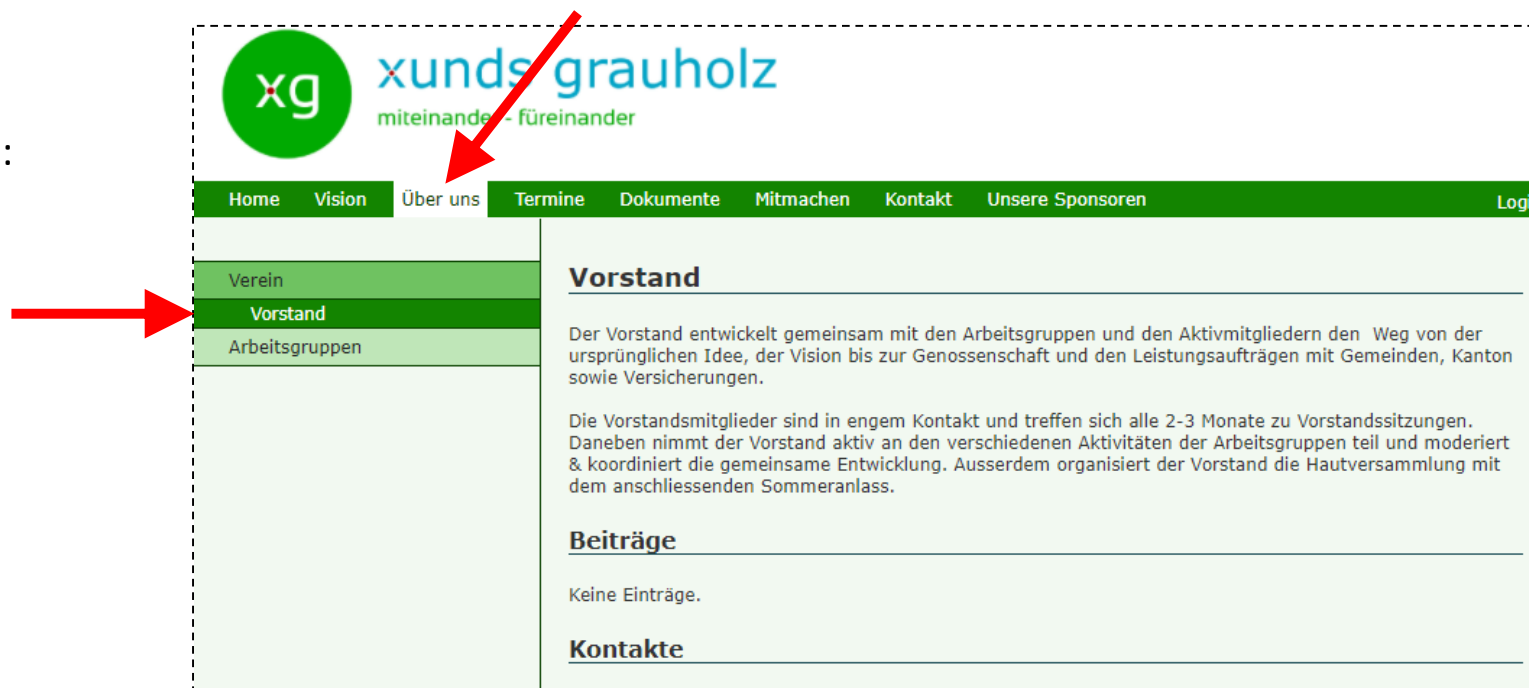 :
xg
xunds grauholz
miteinander - füreinander
Home Vision Über uns Termine Dokumente Mitmachen Kontakt Unsere Sponsoren Logi
Verein
Vorstand
Arbeitsgruppen
Vorstand
Der Vorstand entwickelt gemeinsam mit den Arbeitsgruppen und den Aktivmitgliedern den Weg von der
ursprünglichen Idee, der Vision bis zur Genossenschaft und den Leistungsaufträgen mit Gemeinden, Kanton
sowie Versicherungen.
Die Vorstandsmitglieder sind in engem Kontakt und treffen sich alle 2-3 Monate zu Vorstandssitzungen.
Daneben nimmt der Vorstand aktiv an den verschiedenen Aktivitäten der Arbeitsgruppen teil und moderiert
& koordiniert die gemeinsame Entwicklung. Ausserdem organisiert der Vorstand die Hautversammlung mit
dem anschliessenden Sommeranlass.
Beiträge
Keine Einträge.
Kontakte